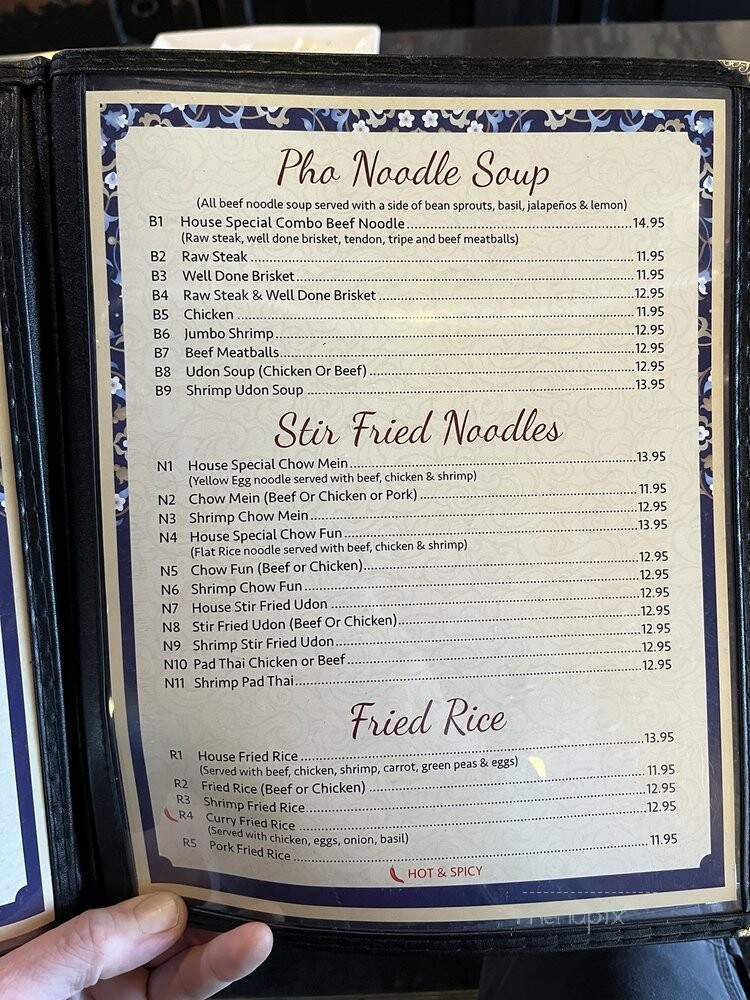 Pho Noodle Soup
(All beef noodle soup served with a side of bean sprouts, basil, jalapeños & lemon)
B1 House Special Combo Beef Noodle 14.95
(Raw steak, well done brisket, tendon, tripe and beef meatballs)
B2 Raw Steak 11.95
B3 Well Done Brisket 11.95
B4 Raw Steak & Well Done Brisket 12.95
B5 Chicken 11.95
B6 Jumbo Shrimp 12.95
B7 Beef Meatballs 12.95
B8 Udon Soup (Chicken Or Beef) 12.95
B9 Shrimp Udon Soup 13.95
Stir Fried Noodles
N1 House Special Chow Mein 13.95
(Yellow Egg noodle served with beef, chicken & shrimp)
N2 Chow Mein (Beef Or Chicken or Pork) 11.95
N3 Shrimp Chow Mein 12.95
N4 House Special Chow Fun 13.95
(Flat Rice noodle served with beef, chicken & shrimp)
N5 Chow Fun (Beef or Chicken) 12.95
N6 Shrimp Chow Fun 12.95
N7 House Stir Fried Udon 12.95
N8 Stir Fried Udon (Beef Or Chicken) 12.95
N9 Shrimp Stir Fried Udon 12.95
N10 Pad Thai Chicken or Beef 12.95
N11 Shrimp Pad Thai 12.95
Fried Rice
R1 House Fried Rice 13.95
(Served with beef, chicken, shrimp, carrot, green peas & eggs)
R2 Fried Rice (Beef or Chicken) 11.95
R3 Shrimp Fried Rice 12.95
R4 Curry Fried Rice 12.95
(Served with chicken, eggs, onion, basil)
R5 Pork Fried Rice 11.95
HOT & SPICY
menupix